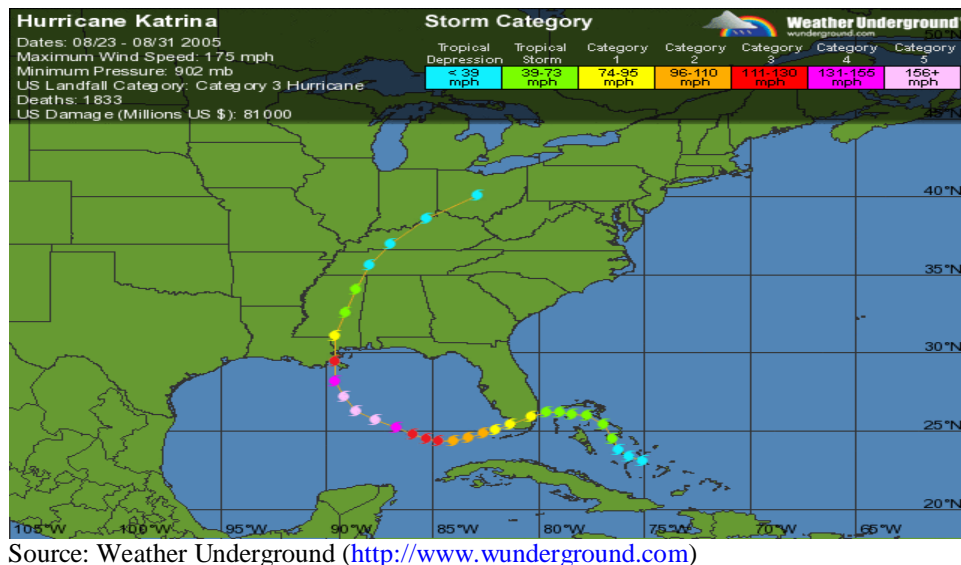 Hurricane Katrina
Dates: 08/23 - 08/31 2005
Maximum Wind Speed: 175 mph
Minimum Pressure: 902 mb
US Landfall Category: Category 3 Hurricane
Deaths: 1833
US Damage (Millions US $): 81000
Storm Category
Weather Underground
wunderground.com
Tropical Depression Tropical Storm Category 1 Category 2 Category 3 Category 4 Category 5
< 39 mph 39-73 mph 74-95 mph 96-110 mph 111-130 mph 131-155 mph 156+ mph
50°N
45°N
40°N
35°N
30°N
25°N
20°N
105°W 100°W 95°W 90°W 85°W 80°W 75°W 70°W 65°W
Source: Weather Underground (http://www.wunderground.com)